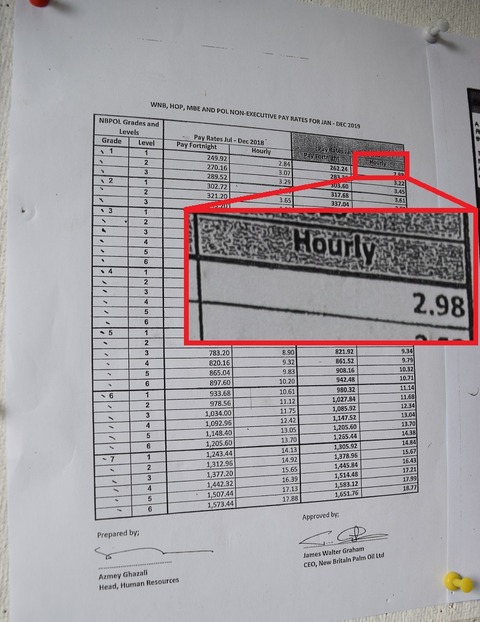 WNB, HOP, MBE AND POL NON-EXECUTIVE PAY RATES FOR JAN - DEC 2019
NBPOL Grades and Levels
Pay Rates Jul - Dec 2018
Pay Rates
Grade Level Pay Fortnight Hourly Pay Fortnight Hourly
1 1 249.92 2.84 262.24 2.98
2 270.16 3.07
3 289.52 3.29 3.22
2 1 302.72 303.60 3.45
2 321.20 3.65 317.68 3.61
3 337.04
3 1
2
3
4
5
6
4 1
2
3
4
5
6
5 1
2
3 783.20 8.90 821.92 9.34
4 820.16 9.32 861.52 9.79
5 865.04 9.83 908.16 10.32
6 897.60 10.20 942.48 10.71
6 1 933.68 10.61 980.32 11.14
2 978.56 11.12 1,027.84 11.68
3 1,034.00 11.75 1,085.92 12.34
4 1,092.96 12.42 1,147.52 13.04
5 1,148.40 13.05 1,205.60 13.70
6 1,205.60 13.70 1,265.44 14.38
7 1 1,243.44 14.13 1,305.92 14.84
2 1,312.96 14.92 1,378.96 15.67
3 1,377.20 15.65 1,445.84 16.43
4 1,442.32 16.39 1,514.48 17.21
5 1,507.44 17.13 1,583.12 17.99
6 1,573.44 17.88 1,651.76 18.77
Hourly
2.98
Prepared by;
Approved by;
Azmey Ghazali
Head, Human Resources
James Walter Graham
CEO, New Britain Palm Oil Ltd